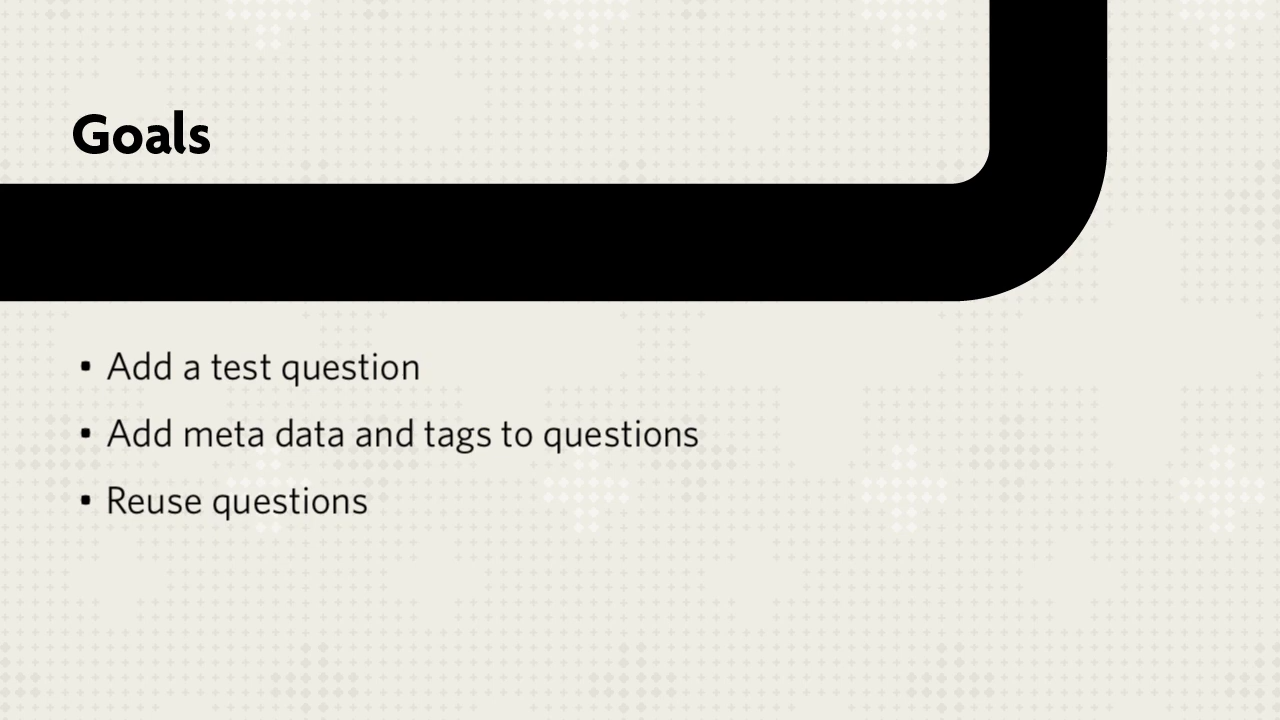 Goals
• Add a test question
• Add meta data and tags to questions
• Reuse questions